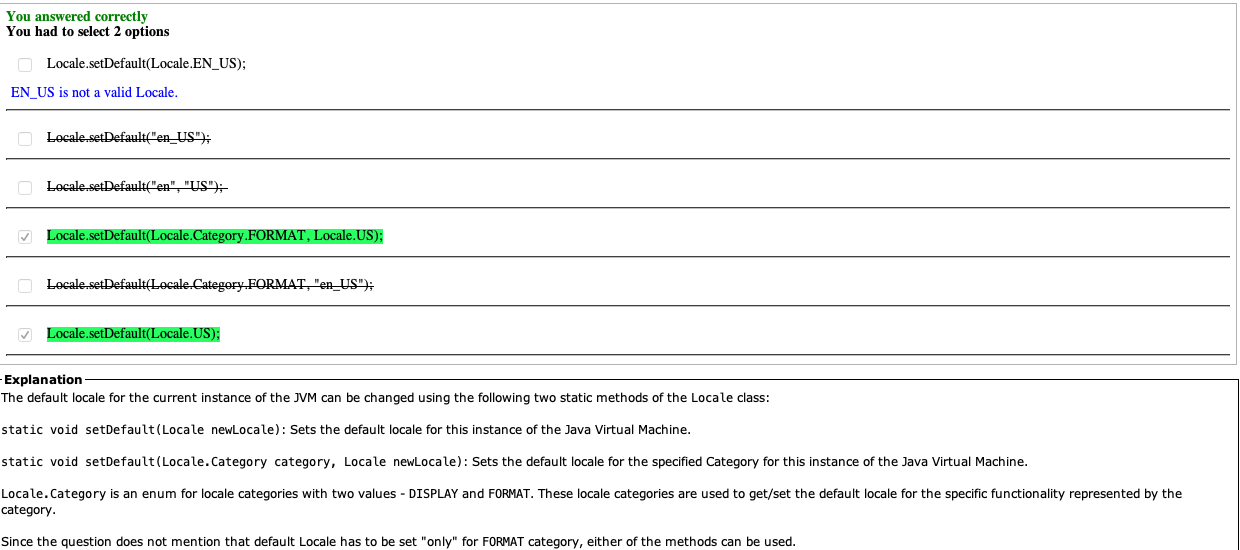 You answered correctly
You had to select 2 options
Locale.setDefault(Locale.EN_US);
EN_US is not a valid Locale.
Locale.setDefault("en_US");
Locale.setDefault("en", "US");
Locale.setDefault(Locale.Category.FORMAT, Locale.US);
Locale.setDefault(Locale.Category.FORMAT, "en_US");
Locale.setDefault(Locale.US);
Explanation
The default locale for the current instance of the JVM can be changed using the following two static methods of the Locale class:
static void setDefault(Locale newLocale): Sets the default locale for this instance of the Java Virtual Machine.
static void setDefault(Locale.Category category, Locale newLocale): Sets the default locale for the specified Category for this instance of the Java Virtual Machine.
Locale.Category is an enum for locale categories with two values - DISPLAY and FORMAT. These locale categories are used to get/set the default locale for the specific functionality represented by the
category.
Since the question does not mention that default Locale has to be set "only" for FORMAT category, either of the methods can be used.